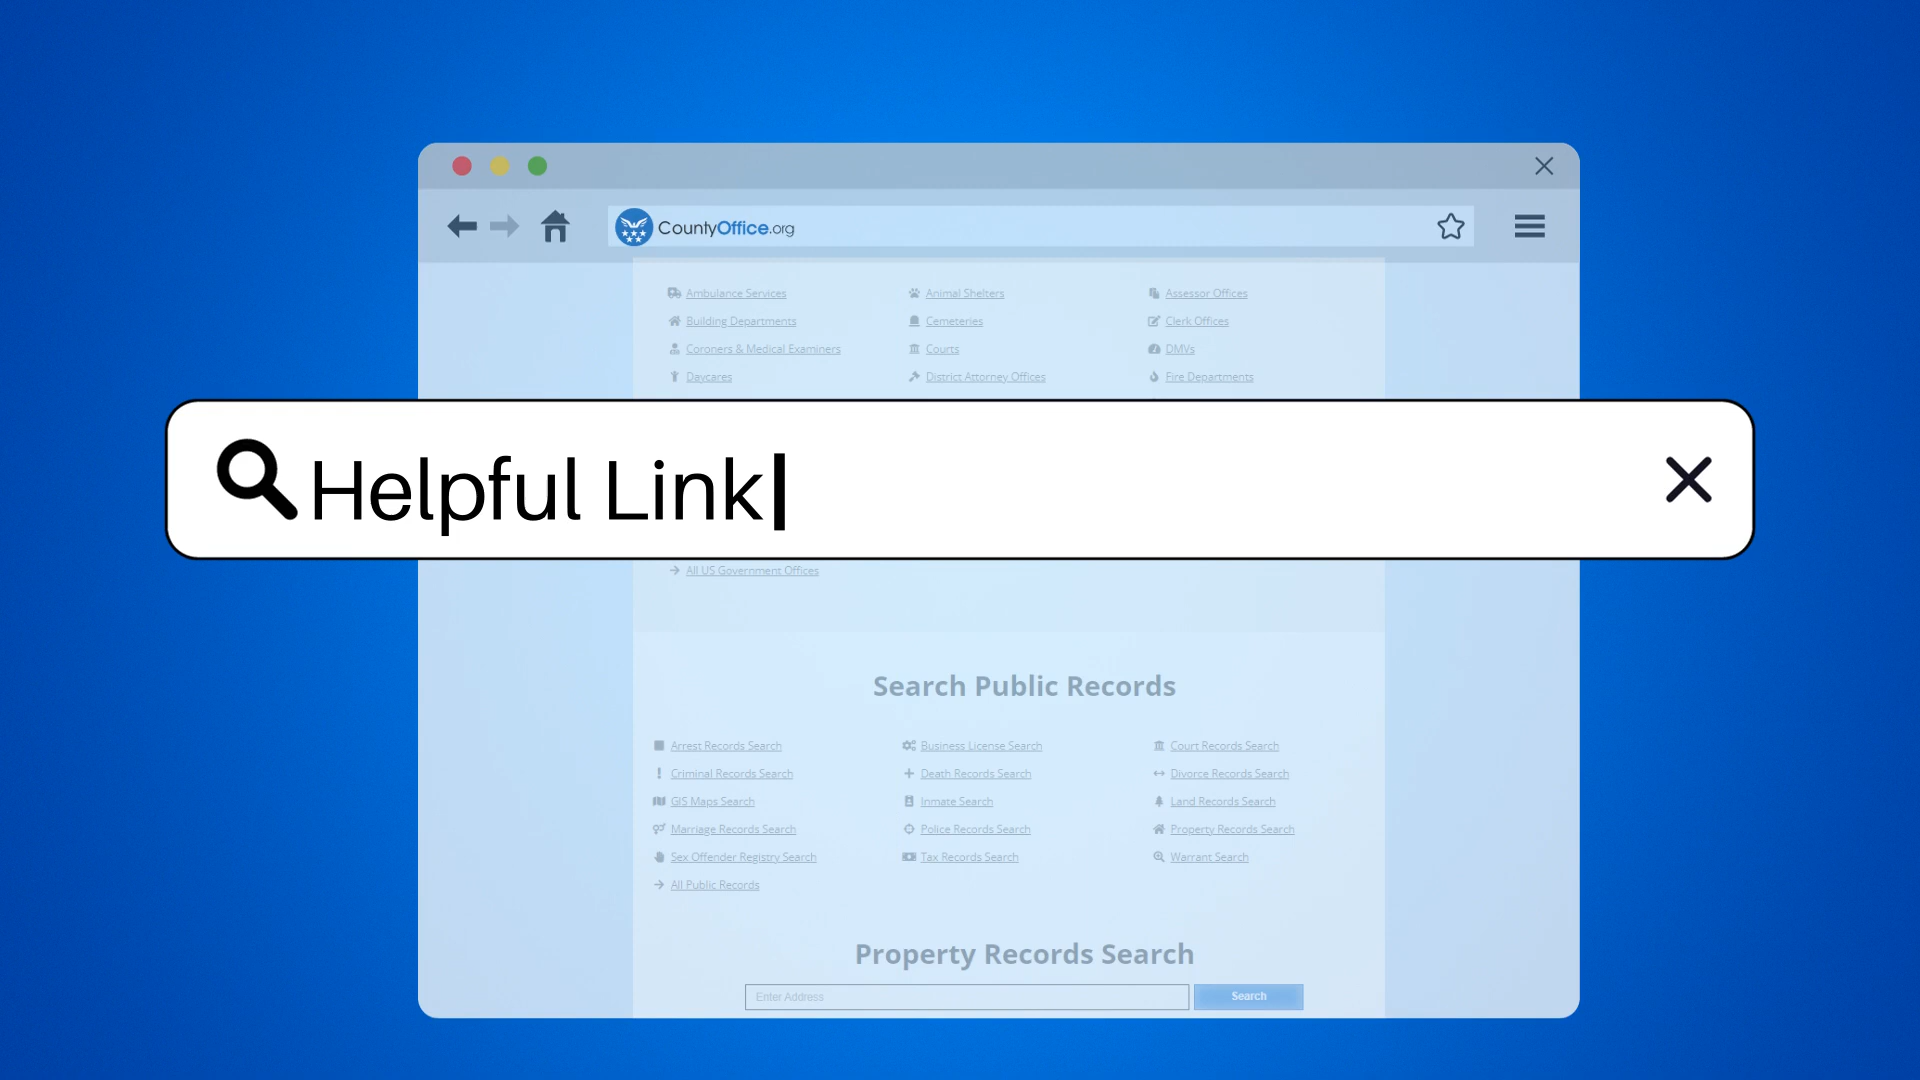 CountyOffice.org
Ambulance Services Animal Shelters Assessor Offices
Building Departments Cemeteries Clerk Offices
Coroners & Medical Examiners Courts DMVs
Daycares District Attorney Offices Fire Departments
Helpful Link
All US Government Offices
Search Public Records
Arrest Records Search Business License Search Court Records Search
Criminal Records Search Death Records Search Divorce Records Search
GIS Maps Search Inmate Search Land Records Search
Marriage Records Search Police Records Search Property Records Search
Sex Offender Registry Search Tax Records Search Warrant Search
All Public Records
Property Records Search
Enter Address Search